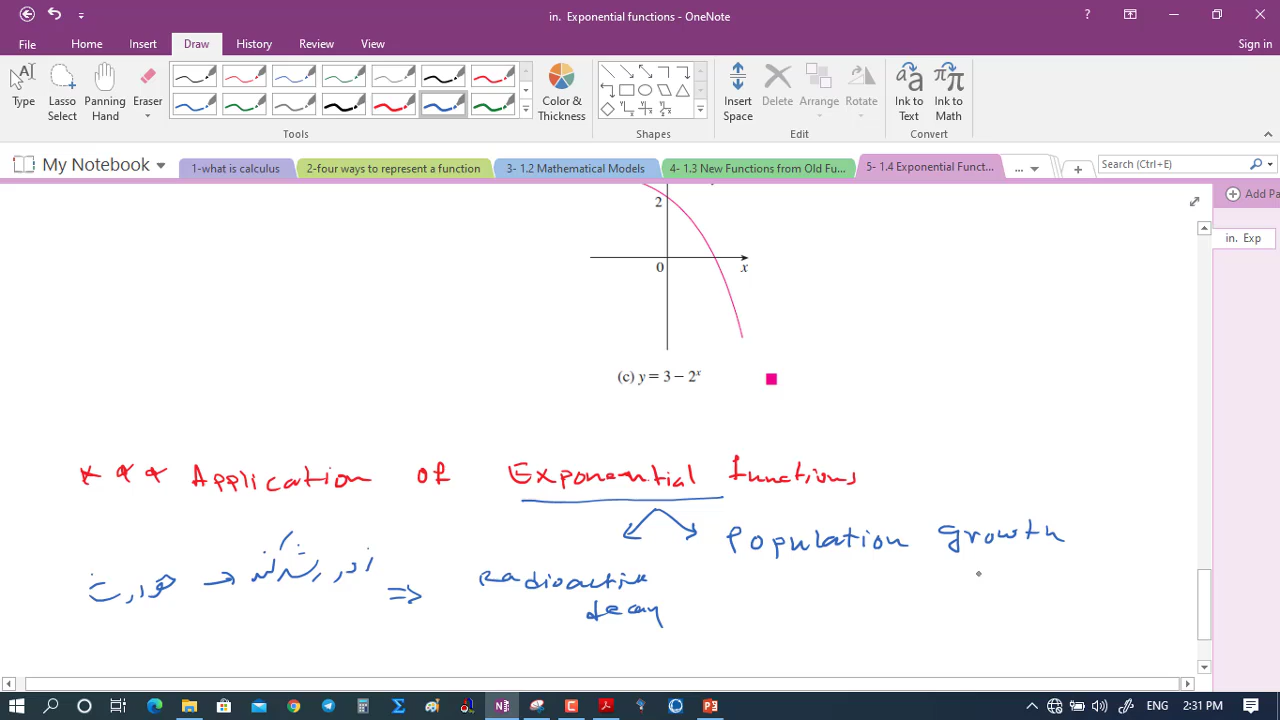 in. Exponential functions - OneNote
File Home Insert Draw History Review View
Sign in
Type
Lasso Select
Panning Hand
Eraser
Color & Thickness
Insert Space
Delete
Arrange
Rotate
Ink to Text
Ink to Math
Tools
Shapes
Edit
Convert
My Notebook
1-what is calculus
2-four ways to represent a function
3- 1.2 Mathematical Models
4- 1.3 New Functions from Old Fu...
5- 1.4 Exponential Funct...
...
Search (Ctrl+E)
Add Pa
in. Exp
2
0
x
(c) y = 3 − 2ˣ
*** Application of Exponential functions
Population growth
Radioactive
decay
ENG 2:31 PM